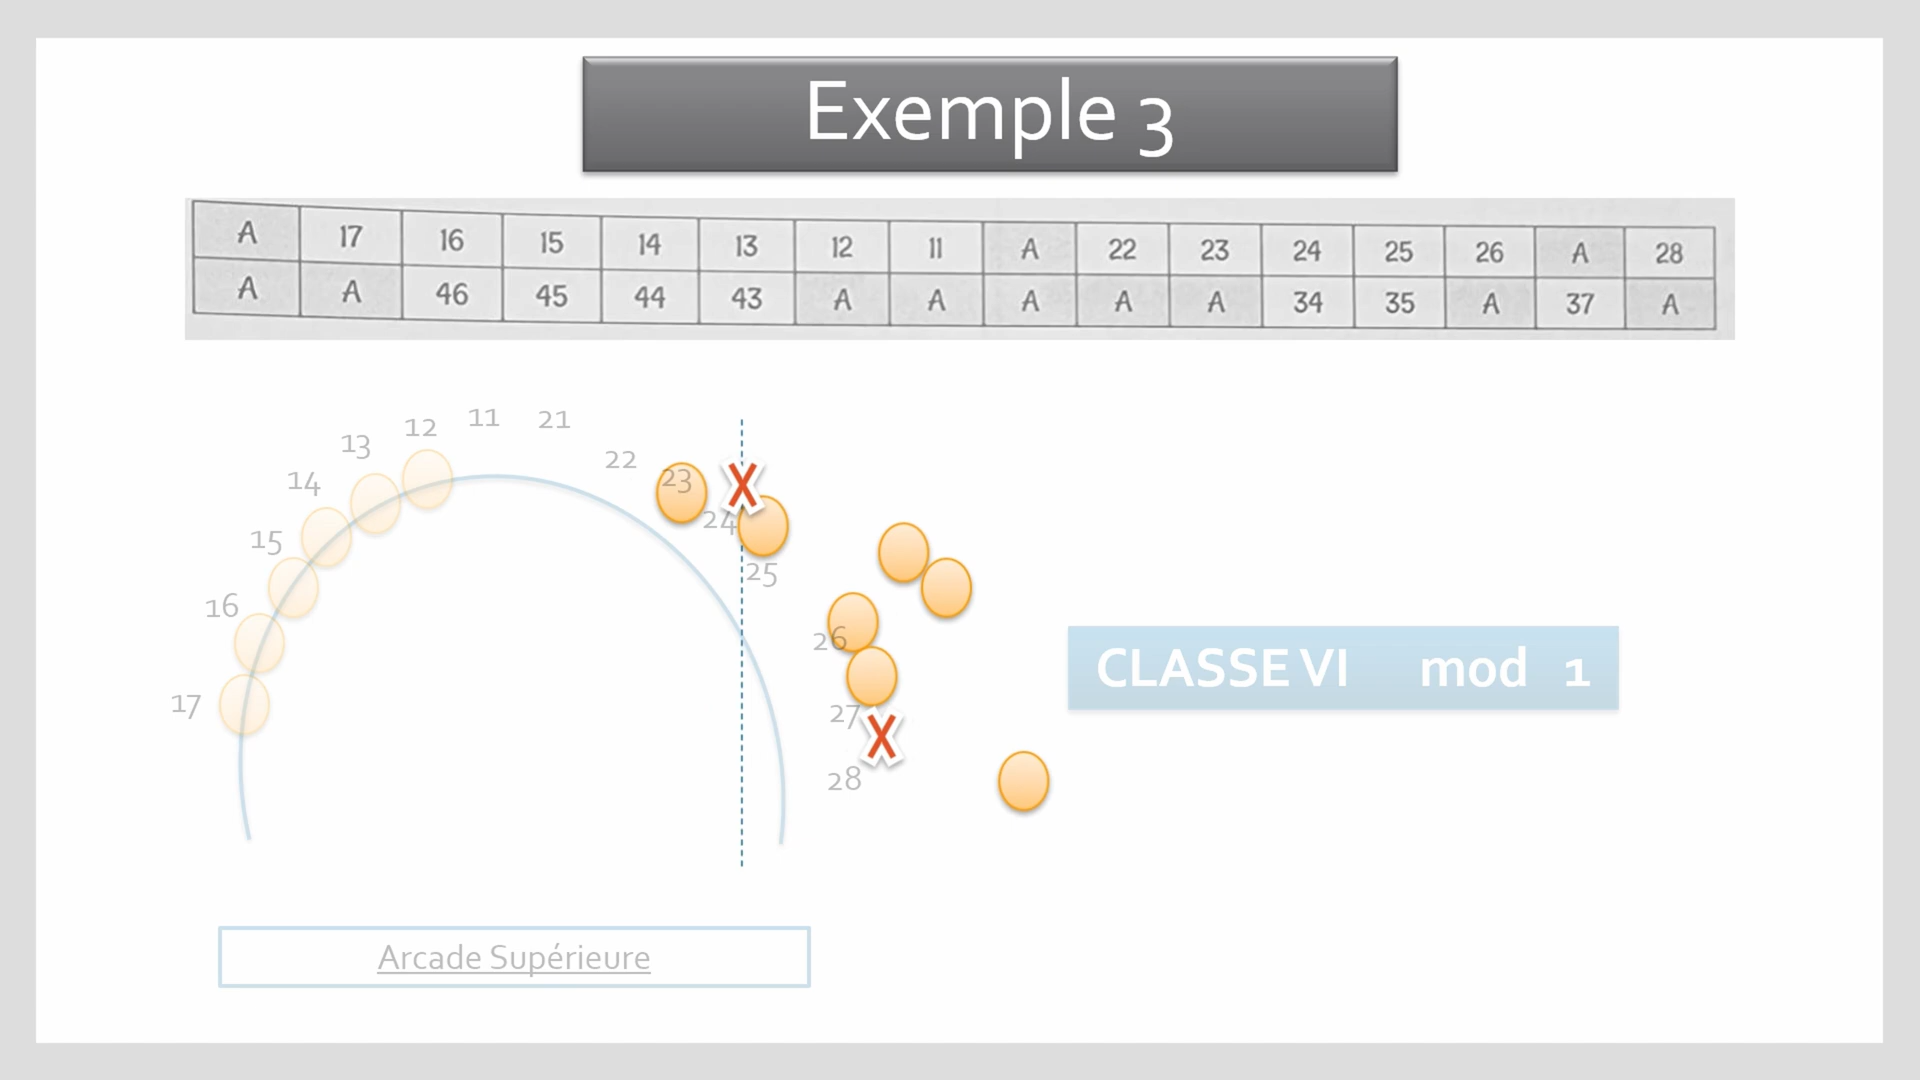 Exemple 3
A 17 16 15 14 13 12 11 A 22 23 24 25 26 A 28
A A 46 45 44 43 A A A A A 34 35 A 37 A
11 21
12
13
22
14
23
X
24
15
25
16
26
CLASSE VI mod 1
17
27
X
28
Arcade Supérieure